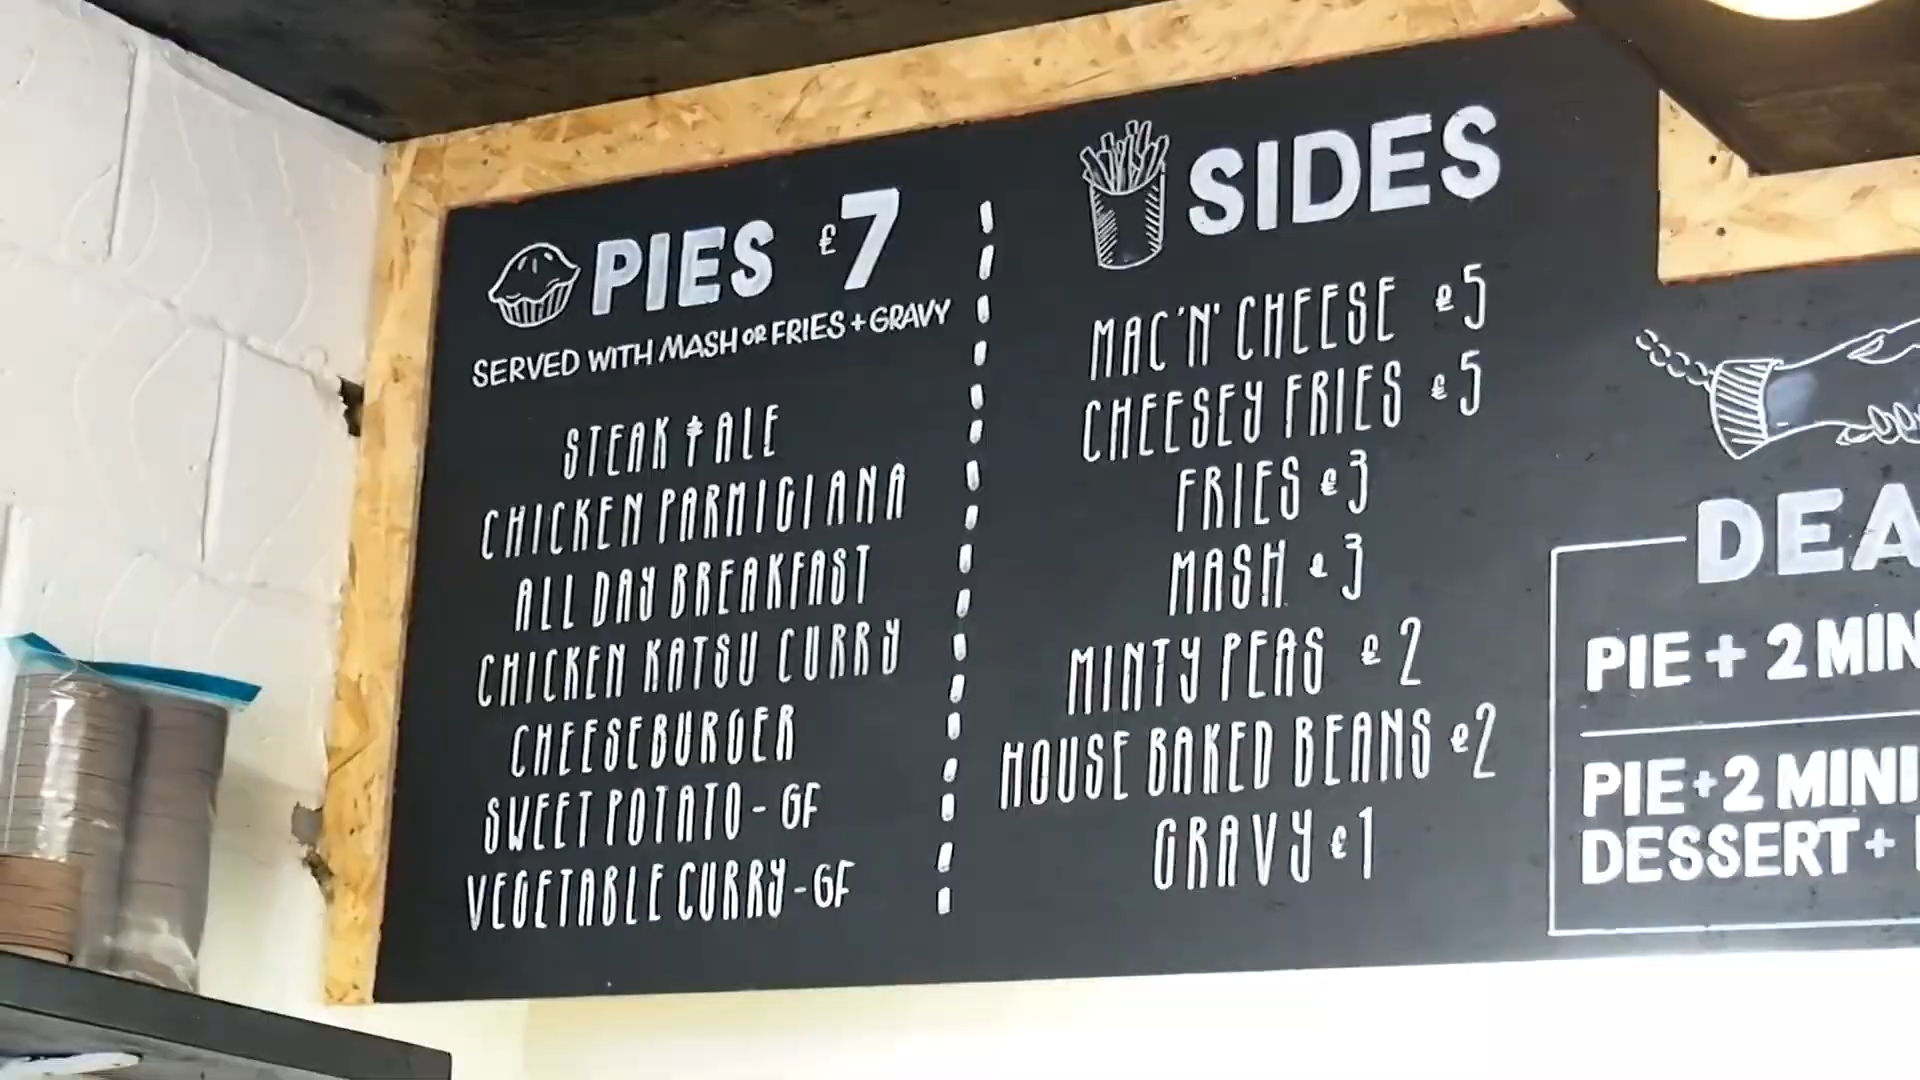 PIES £7
SERVED WITH MASH OR FRIES + GRAVY
STEAK & ALE
CHICKEN PARMIGIANA
ALL DAY BREAKFAST
CHICKEN KATSU CURRY
CHEESEBURGER
SWEET POTATO - GF
VEGETABLE CURRY - GF
SIDES
MAC'N' CHEESE £5
CHEESEY FRIES £5
FRIES £3
MASH £3
MINTY PEAS £2
HOUSE BAKED BEANS £2
GRAVY £1
DEA
PIE + 2 MIN
PIE + 2 MINI
DESSERT +